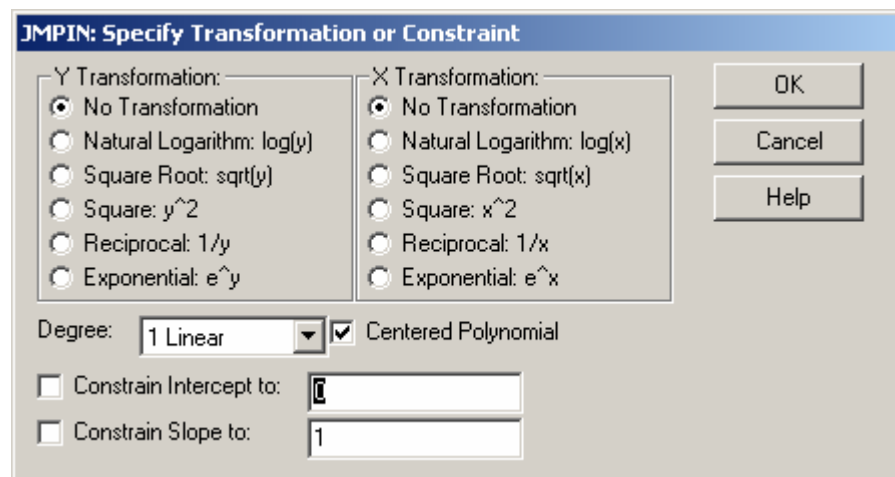 JMPIN: Specify Transformation or Constraint
Y Transformation:
No Transformation
Natural Logarithm: log(y)
Square Root: sqrt(y)
Square: y^2
Reciprocal: 1/y
Exponential: e^y
X Transformation:
No Transformation
Natural Logarithm: log(x)
Square Root: sqrt(x)
Square: x^2
Reciprocal: 1/x
Exponential: e^x
OK
Cancel
Help
Degree: 1 Linear Centered Polynomial
Constrain Intercept to: 0
Constrain Slope to: 1